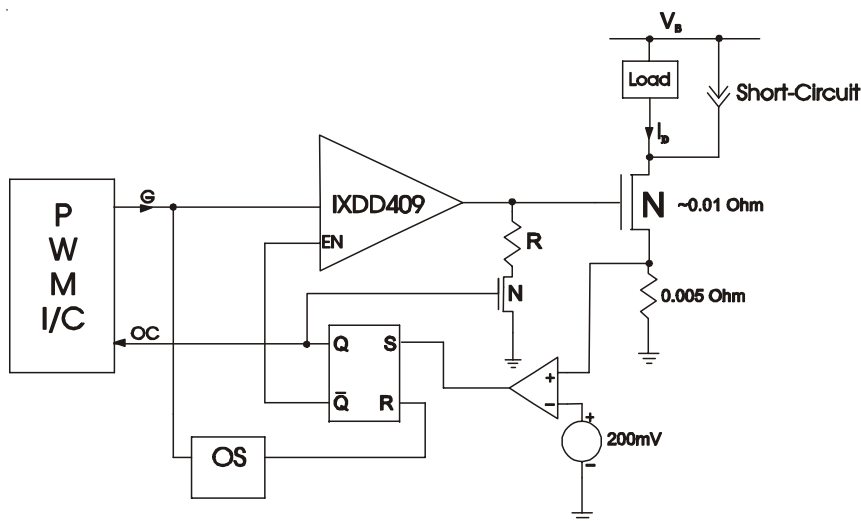 V_B
Load
Short-Circuit
I_D
P
W
M
I/C
G
IXDD409
EN
N
~0.01 Ohm
R
N
0.005 Ohm
OC
Q
S
Q̅
R
+
−
+
200mV
−
OS